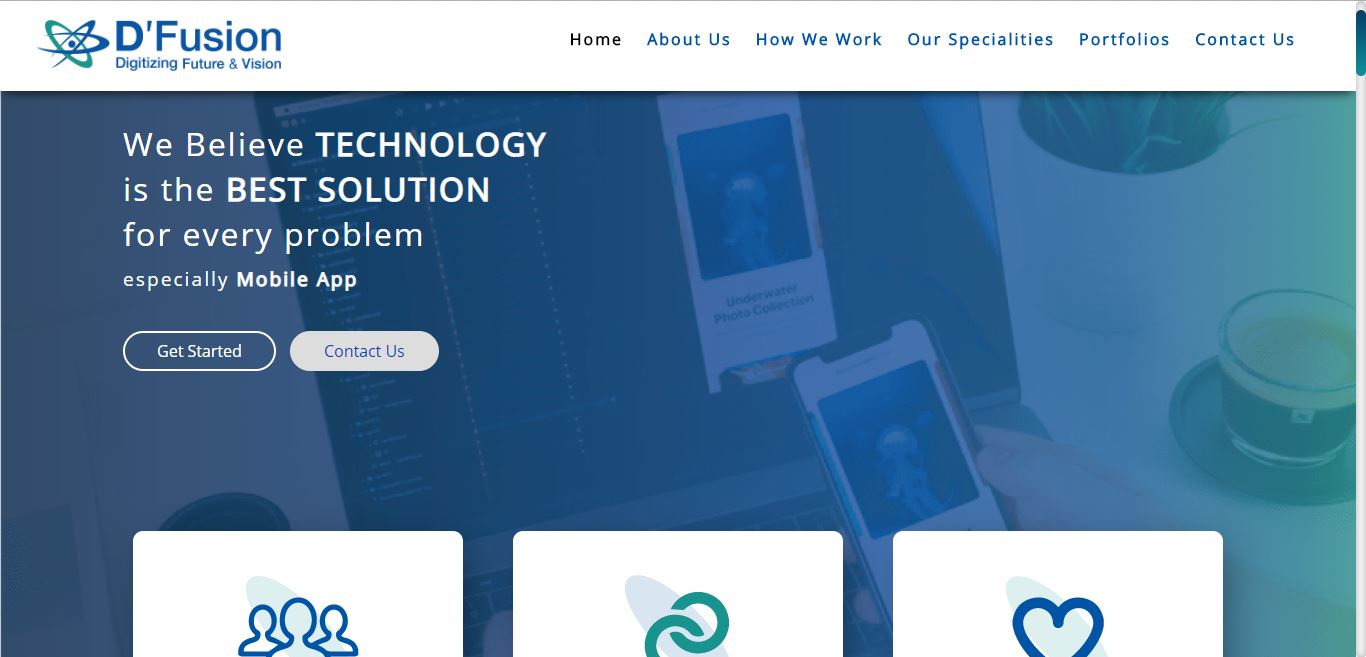 D'Fusion
Digitizing Future & Vision
Home About Us How We Work Our Specialities Portfolios Contact Us
We Believe TECHNOLOGY
is the BEST SOLUTION
for every problem
especially Mobile App
Get Started Contact Us
Underwater
Photo Collection